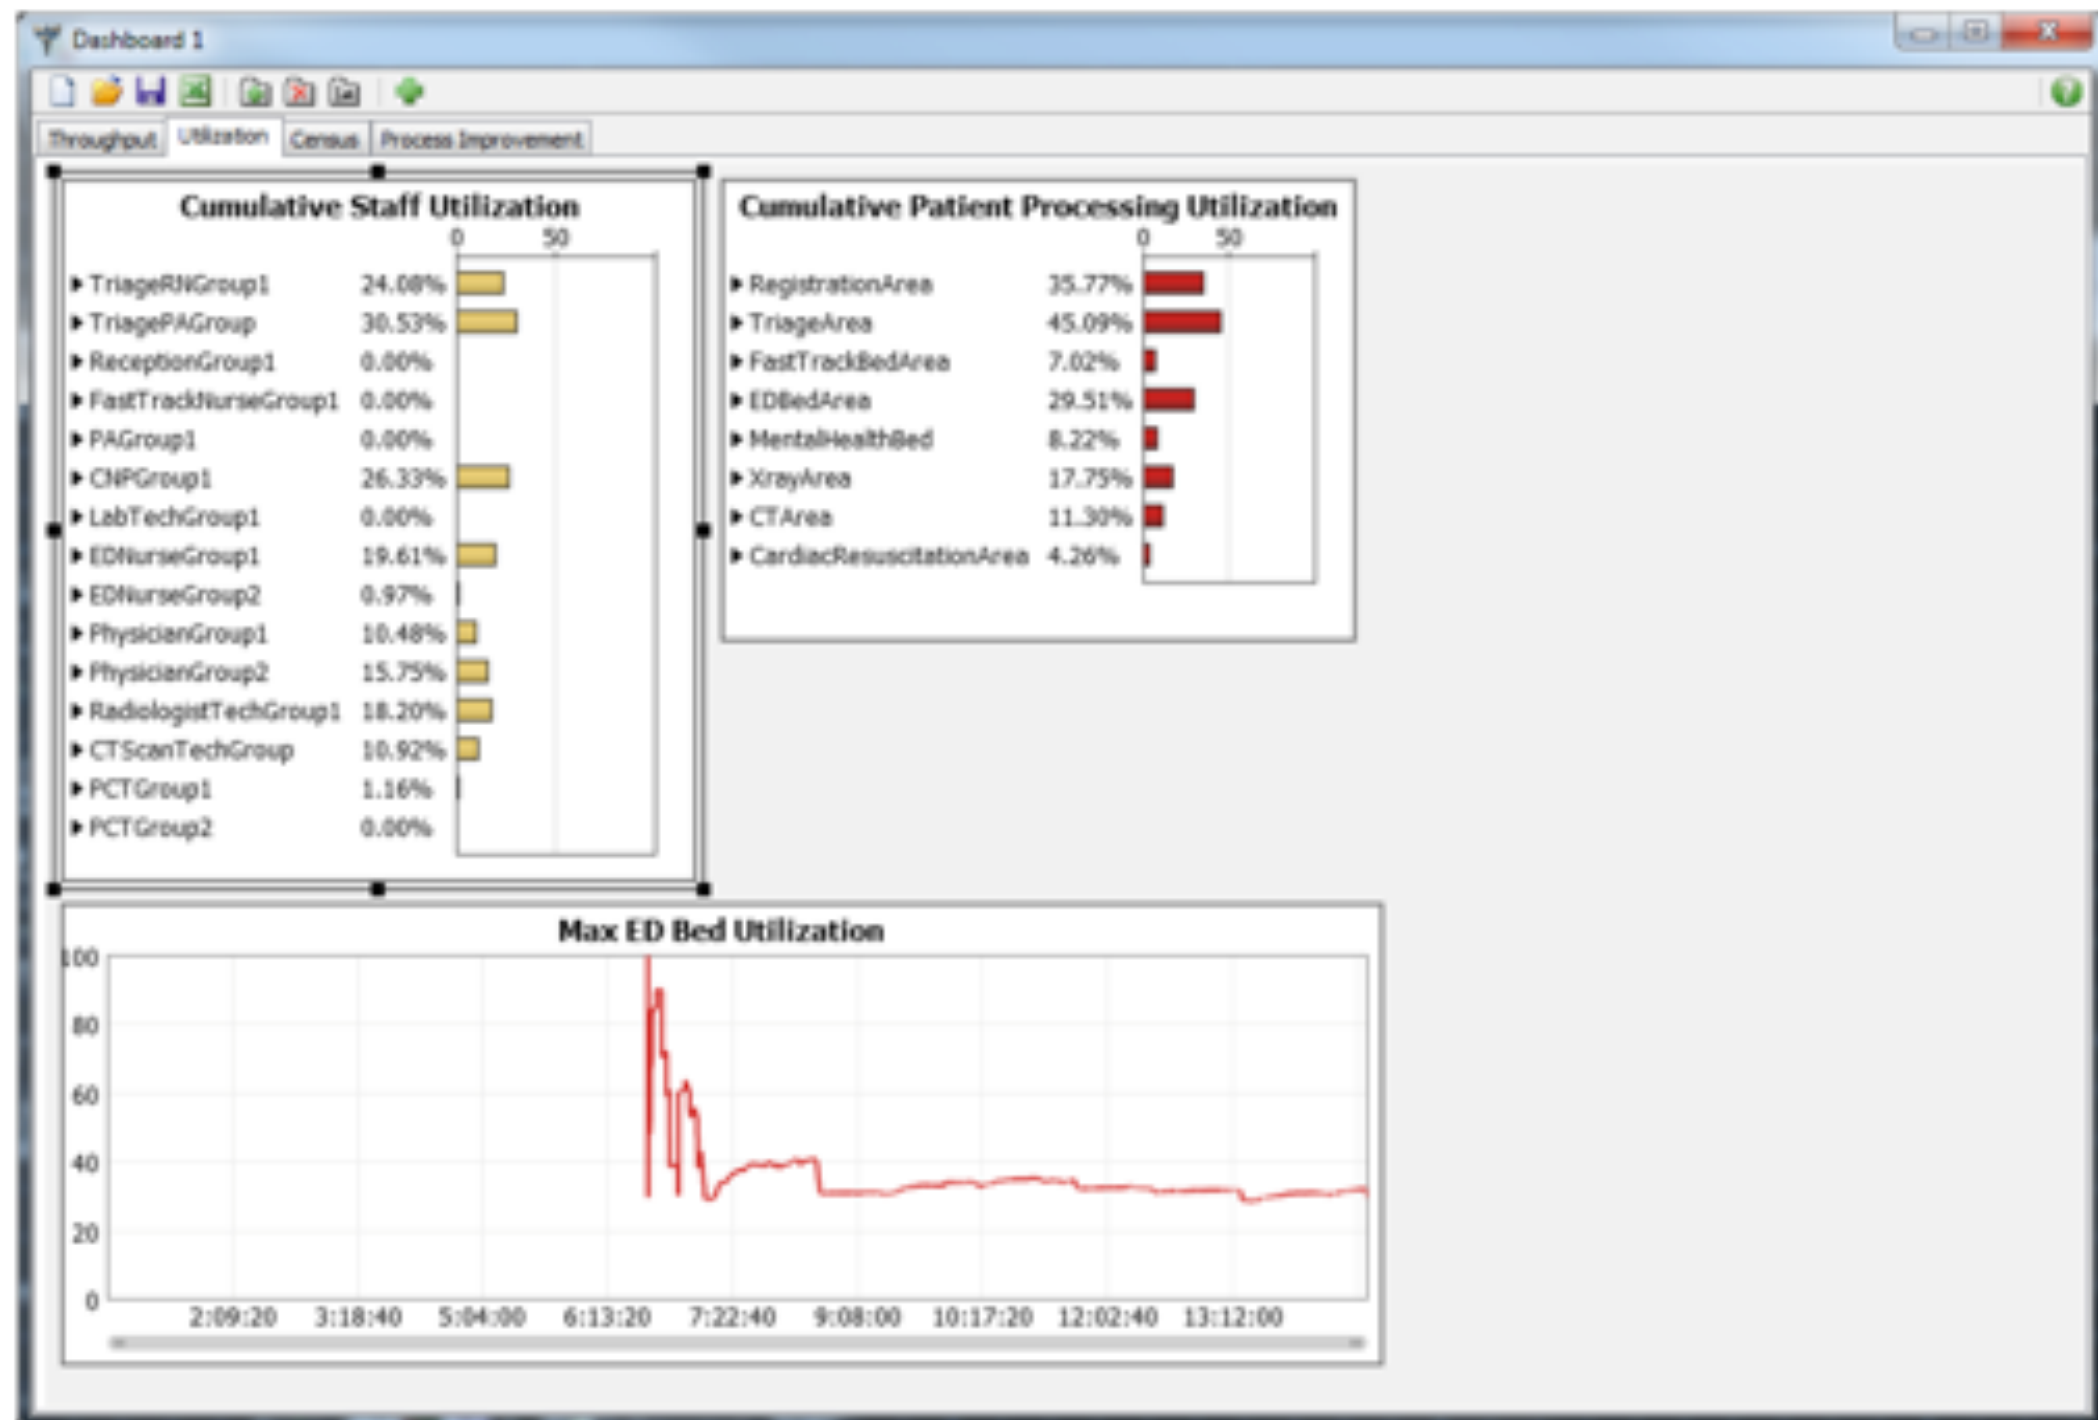 Dashboard 1
Throughput Utilization Census Process Improvement
Cumulative Staff Utilization
0 50
TriageRNGroup1 24.08%
TriagePAGroup 30.53%
ReceptionGroup1 0.00%
FastTrackNurseGroup1 0.00%
PAGroup1 0.00%
CNPGroup1 26.33%
LabTechGroup1 0.00%
EDNurseGroup1 19.61%
EDNurseGroup2 0.97%
PhysicianGroup1 10.48%
PhysicianGroup2 15.75%
RadiologistTechGroup1 18.20%
CTScanTechGroup 10.92%
PCTGroup1 1.16%
PCTGroup2 0.00%
Cumulative Patient Processing Utilization
0 50
RegistrationArea 35.77%
TriageArea 45.09%
FastTrackBedArea 7.02%
EDBedArea 29.51%
MentalHealthBed 8.22%
XrayArea 17.75%
CTArea 11.30%
CardiacResuscitationArea 4.26%
Max ED Bed Utilization
100
80
60
40
20
0
2:09:20 3:18:40 5:04:00 6:13:20 7:22:40 9:08:00 10:17:20 12:02:40 13:12:00